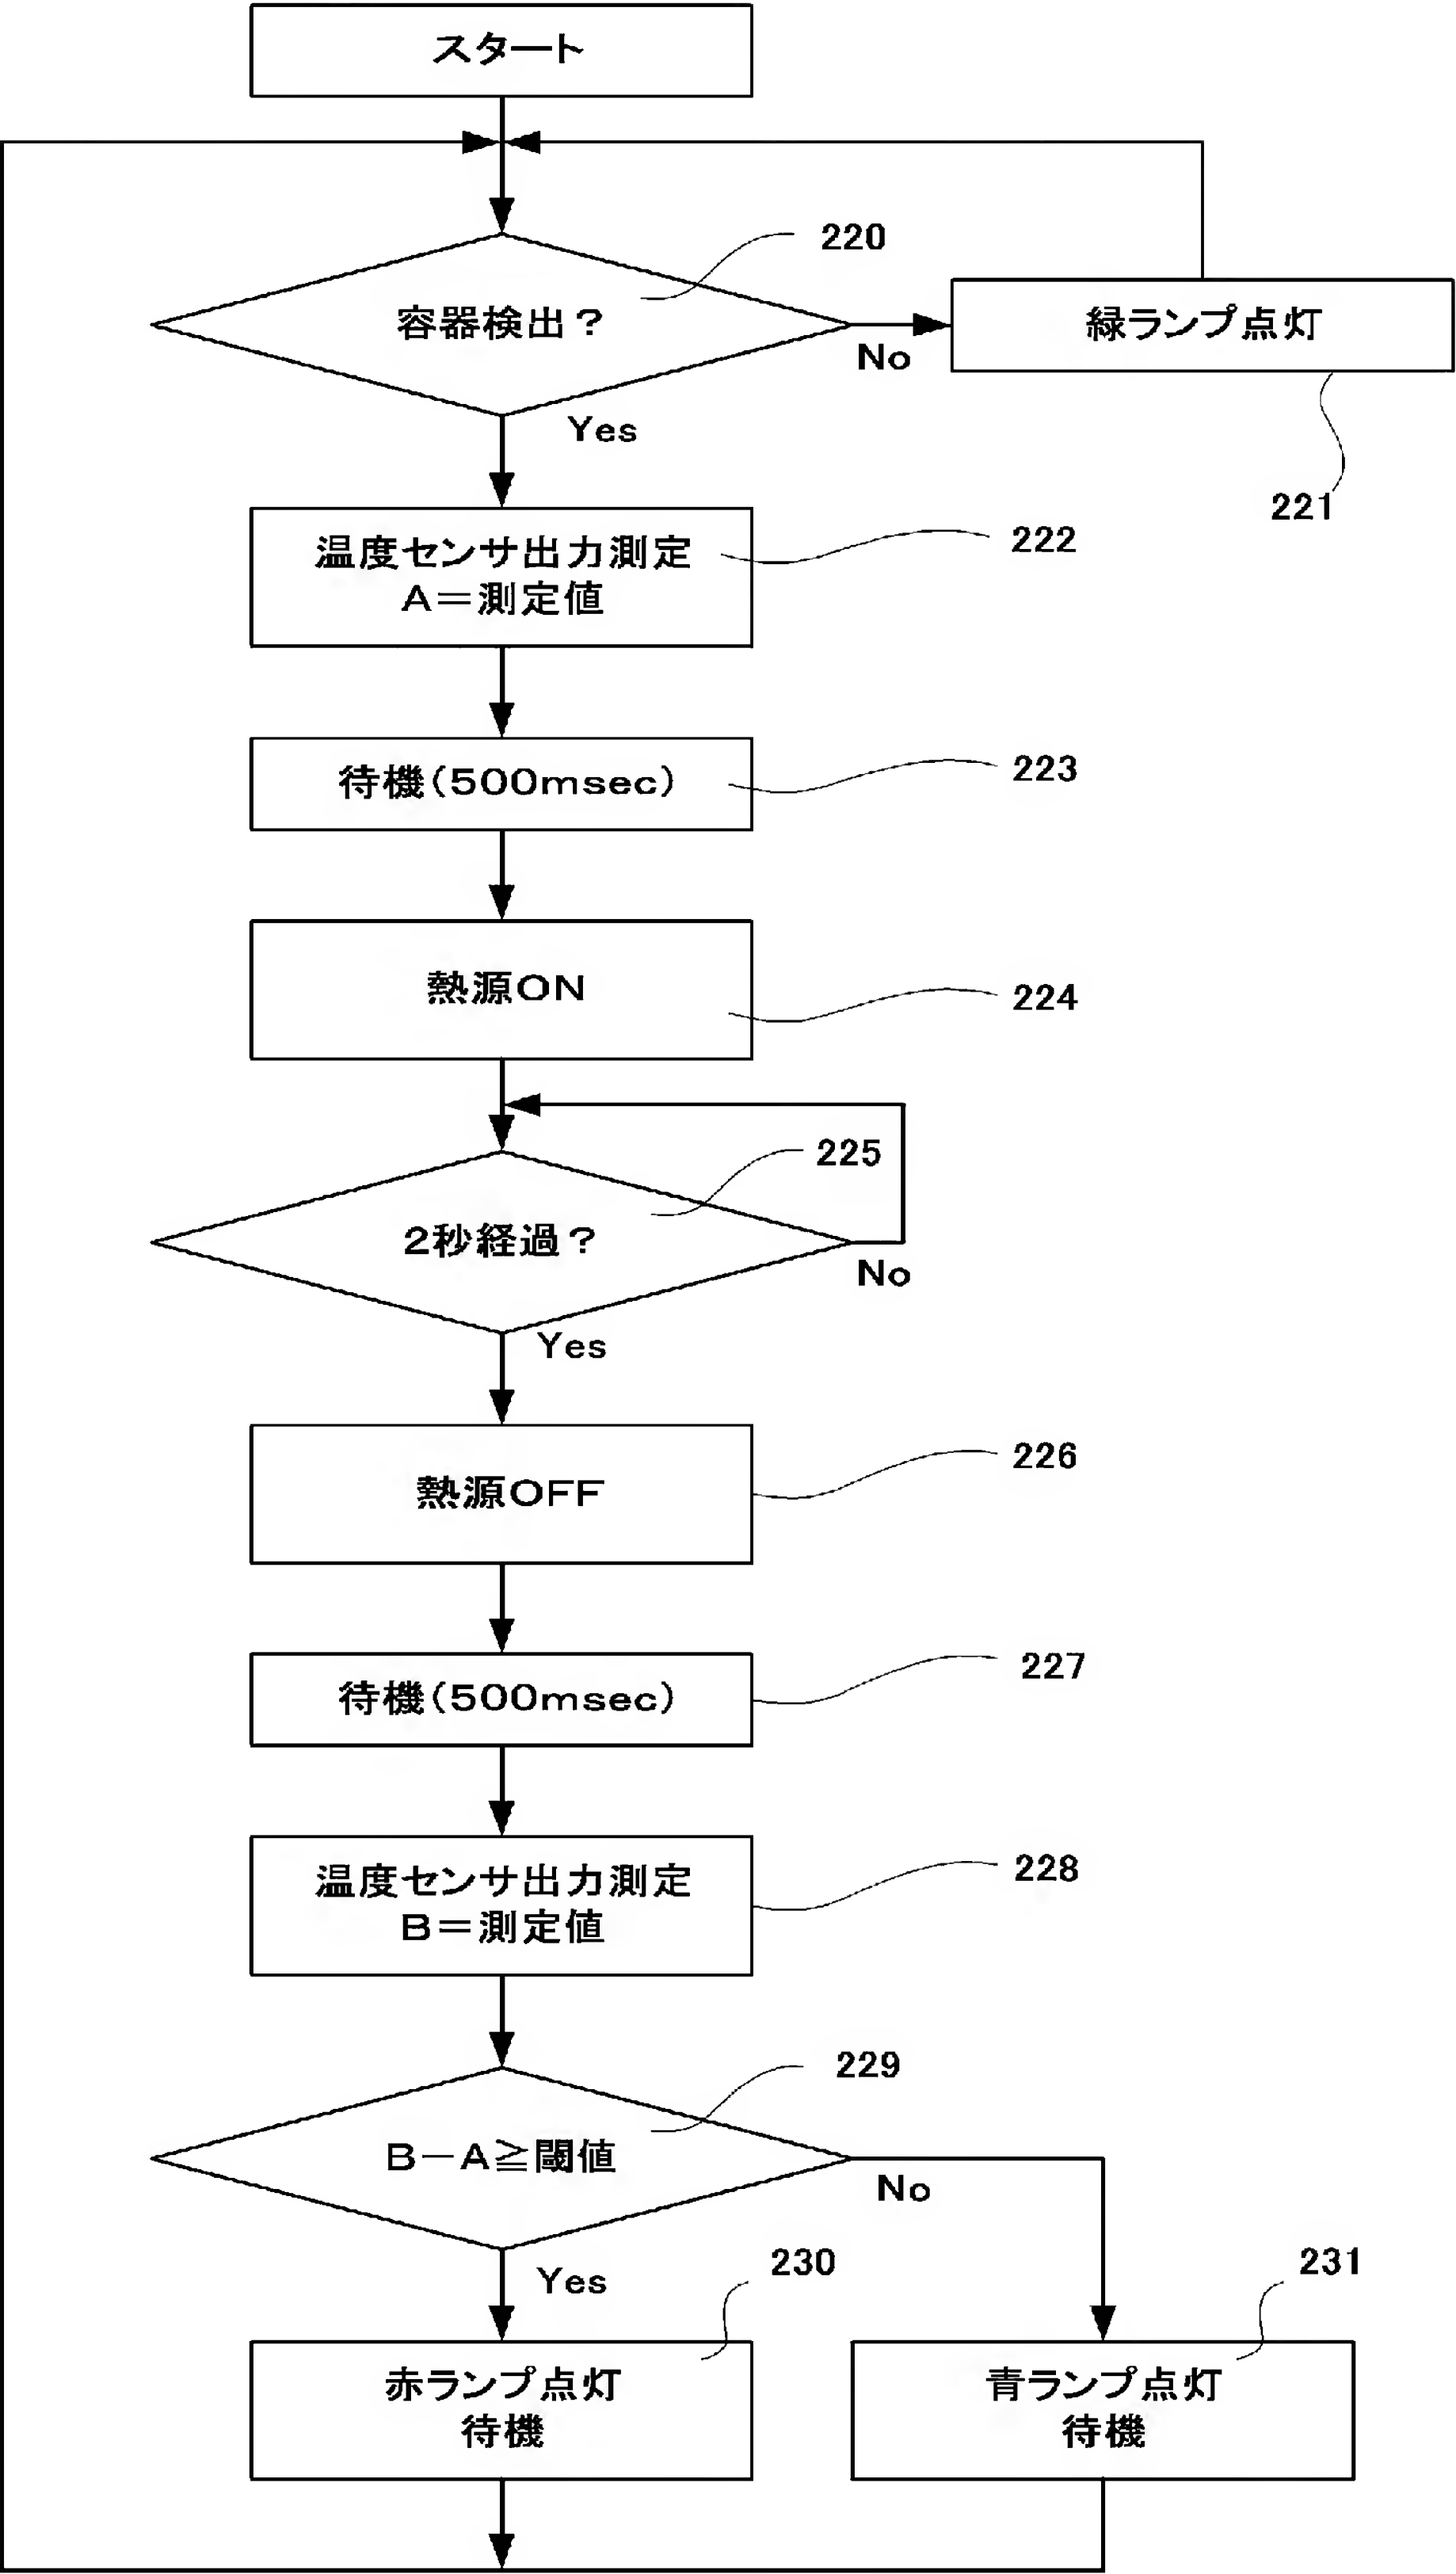 スタート
220
容器検出？
No
緑ランプ点灯
221
Yes
温度センサ出力測定
A＝測定値
222
待機（500msec）
223
熱源ON
224
225
2秒経過？
No
Yes
熱源OFF
226
待機（500msec）
227
温度センサ出力測定
B＝測定値
228
229
B－A≧閾値
No
Yes
230
231
赤ランプ点灯
待機
青ランプ点灯
待機